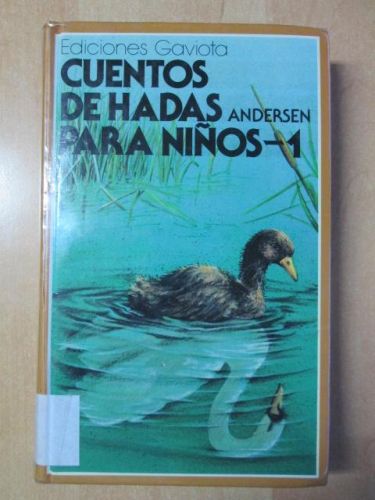 Ediciones Gaviota
CUENTOS
DE HADAS ANDERSEN
PARA NIÑOS-1